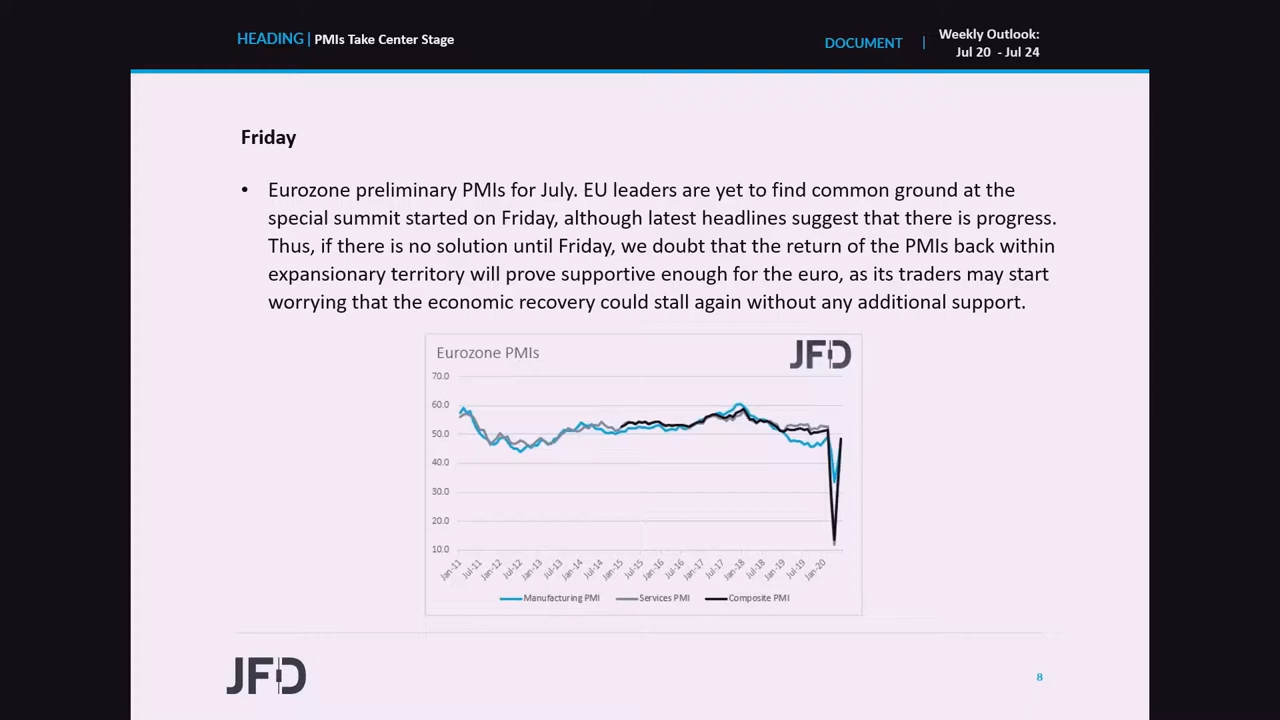 HEADING | PMIs Take Center Stage
DOCUMENT | Weekly Outlook:
Jul 20 - Jul 24
Friday
• Eurozone preliminary PMIs for July. EU leaders are yet to find common ground at the
special summit started on Friday, although latest headlines suggest that there is progress.
Thus, if there is no solution until Friday, we doubt that the return of the PMIs back within
expansionary territory will prove supportive enough for the euro, as its traders may start
worrying that the economic recovery could stall again without any additional support.
Eurozone PMIs
JFD
70.0
60.0
50.0
40.0
30.0
20.0
10.0
Jan-11 Jul-11 Jan-12 Jul-12 Jan-13 Jul-13 Jan-14 Jul-14 Jan-15 Jul-15 Jan-16 Jul-16 Jan-17 Jul-17 Jan-18 Jul-18 Jan-19 Jul-19 Jan-20
Manufacturing PMI Services PMI Composite PMI
JFD
8